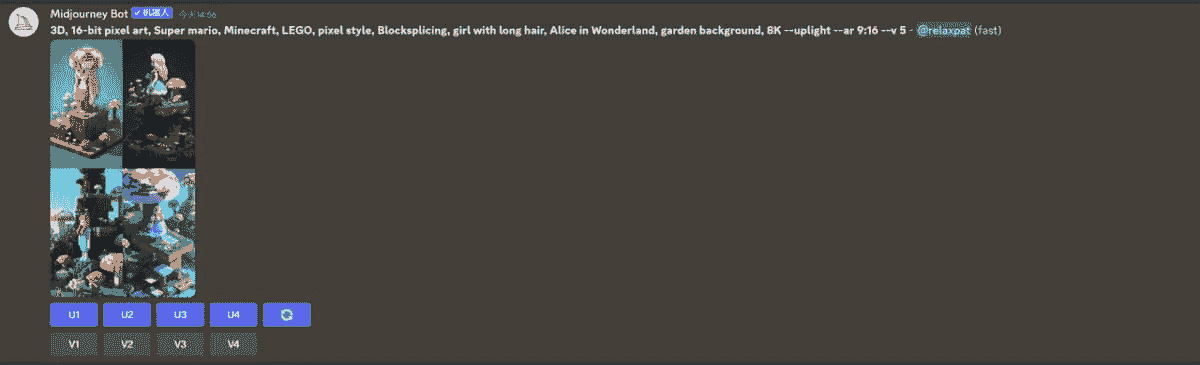 Midjourney Bot ✓ 机器人 今天14:56
3D, 16-bit pixel art, Super mario, Minecraft, LEGO, pixel style, Blocksplicing, girl with long hair, Alice in Wonderland, garden background, 8K --uplight --ar 9:16 --v 5 - @relaxpat (fast)
U1 U2 U3 U4
V1 V2 V3 V4